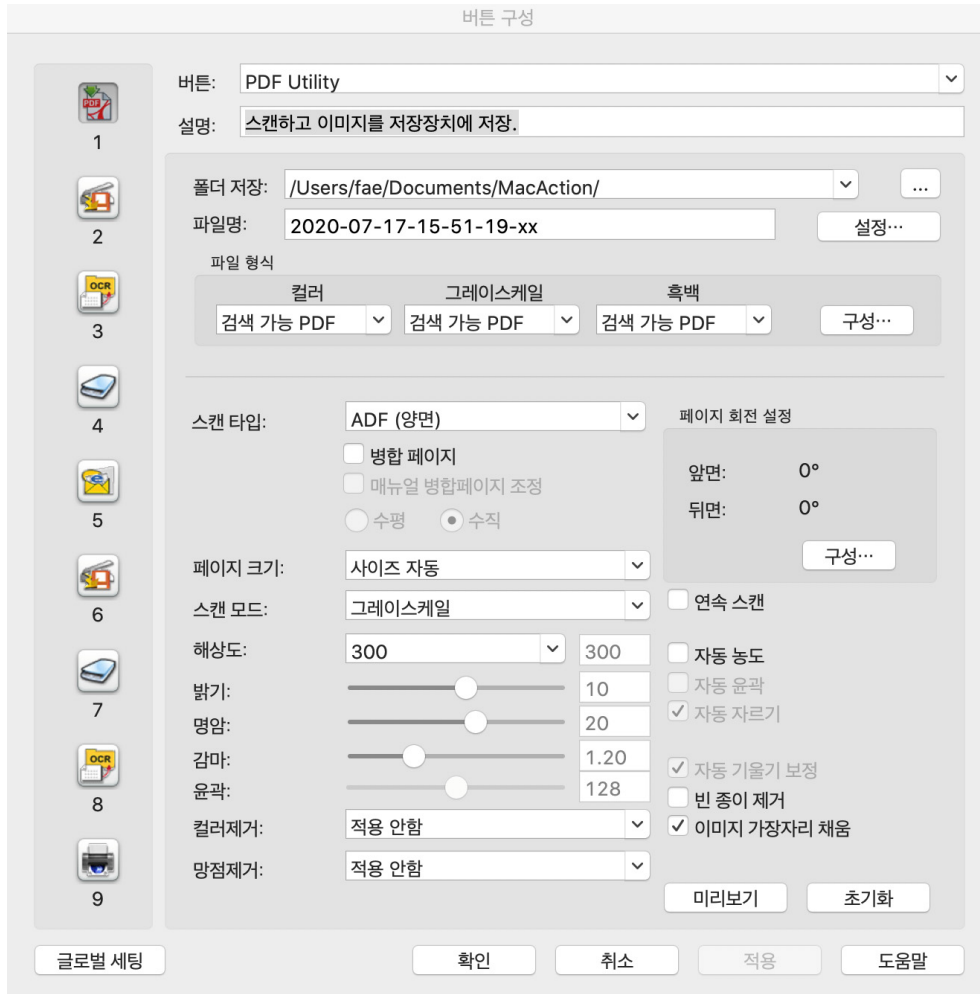 버튼 구성
버튼: PDF Utility
설명: 스캔하고 이미지를 저장장치에 저장.
폴더 저장: /Users/fae/Documents/MacAction/ ...
파일명: 2020-07-17-15-51-19-xx 설정...
파일 형식
컬러 그레이스케일 흑백
검색 가능 PDF 검색 가능 PDF 검색 가능 PDF 구성...
스캔 타입: ADF (양면)
병합 페이지
매뉴얼 병합페이지 조정
수평 수직
페이지 회전 설정
앞면: 0°
뒤면: 0°
구성...
페이지 크기: 사이즈 자동
스캔 모드: 그레이스케일 연속 스캔
해상도: 300 300 자동 농도
밝기: 10 자동 윤곽
명암: 20 자동 자르기
감마: 1.20 자동 기울기 보정
윤곽: 128 빈 종이 제거
컬러제거: 적용 안함 이미지 가장자리 채움
망점제거: 적용 안함
미리보기 초기화
PDF
1
2
OCR
3
4
5
6
7
OCR
8
9
글로벌 세팅 확인 취소 적용 도움말